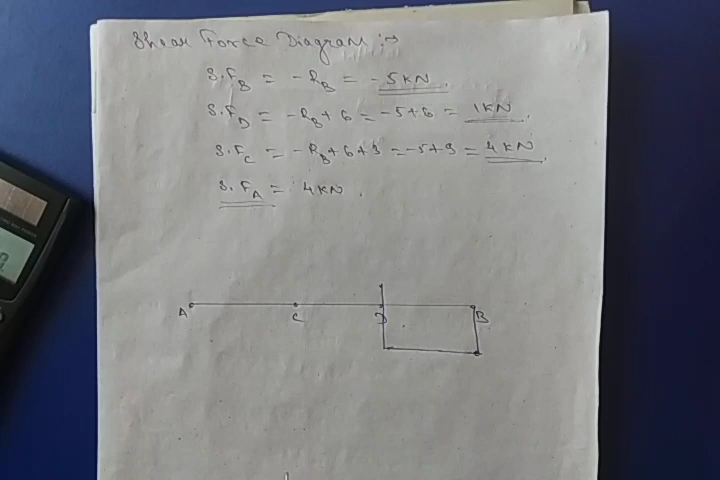 Shear Force Diagram :→
S.F_B = -R_B = -5KN.
S.F_D = -R_B+6 = -5+6 = 1KN.
S.F_C = -R_B+6+3 = -5+9 = 4KN.
S.F_A = 4KN.
A C D B